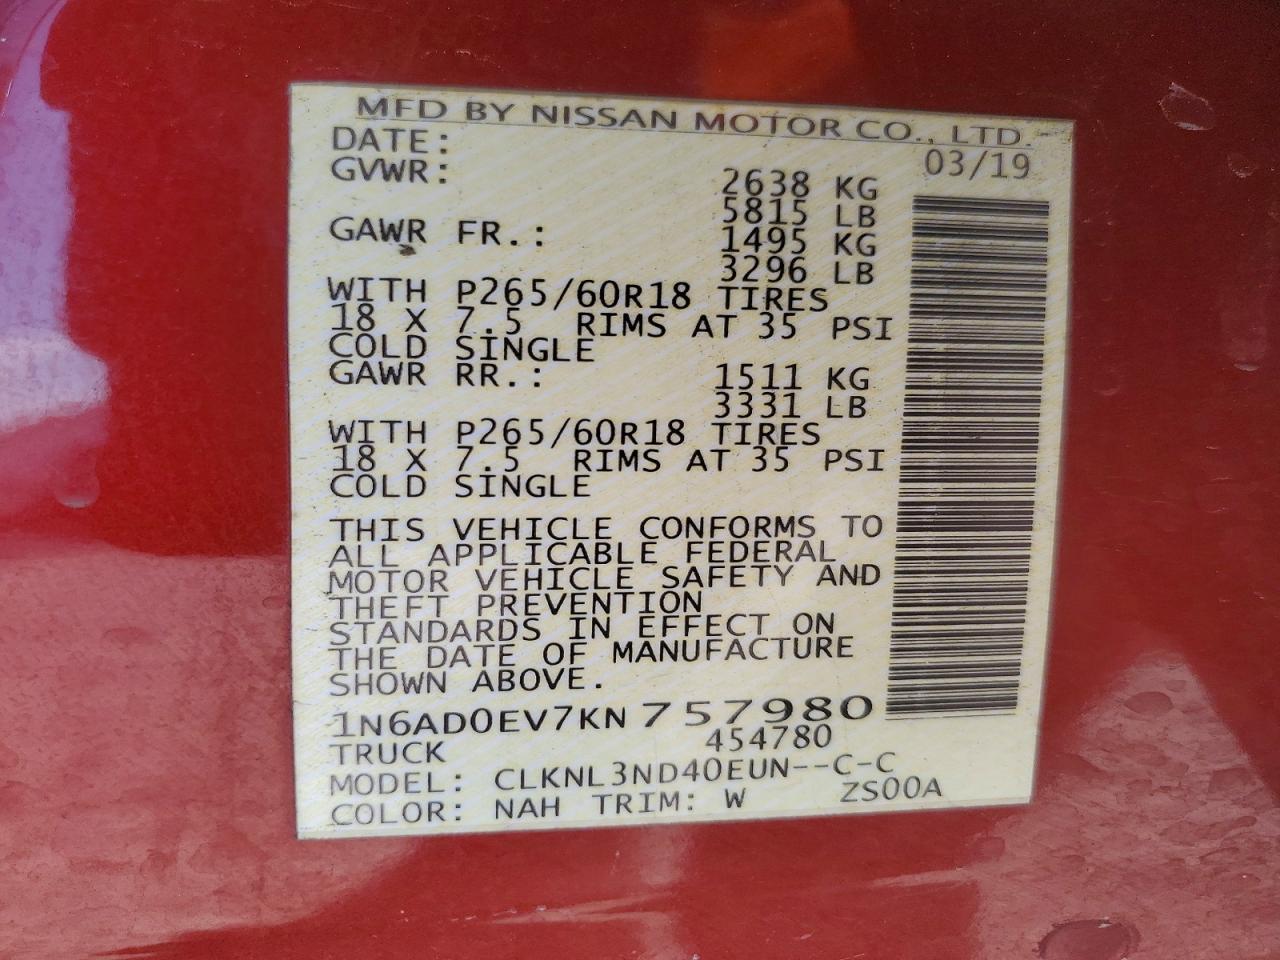 MFD BY NISSAN MOTOR CO., LTD.
DATE: 03/19
GVWR: 2638 KG
5815 LB
GAWR FR.: 1495 KG
3296 LB
WITH P265/60R18 TIRES
18 X 7.5 RIMS AT 35 PSI
COLD SINGLE
GAWR RR.: 1511 KG
3331 LB
WITH P265/60R18 TIRES
18 X 7.5 RIMS AT 35 PSI
COLD SINGLE
THIS VEHICLE CONFORMS TO
ALL APPLICABLE FEDERAL
MOTOR VEHICLE SAFETY AND
THEFT PREVENTION
STANDARDS IN EFFECT ON
THE DATE OF MANUFACTURE
SHOWN ABOVE.
1N6AD0EV7KN757980
TRUCK 454780
MODEL: CLKNL3ND40EUN--C-C
COLOR: NAH TRIM: W ZS00A